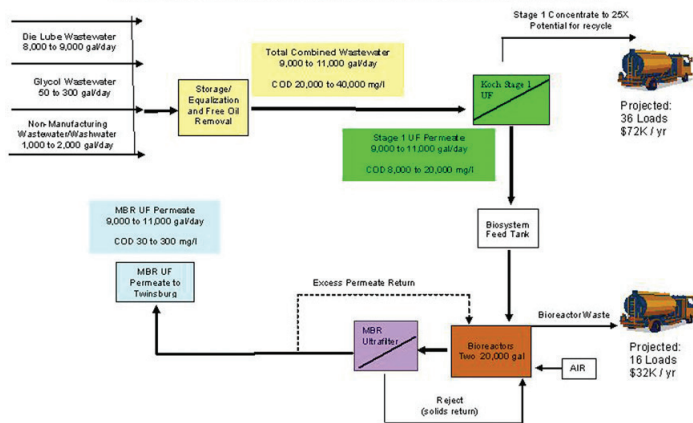 Die Lube Wastewater
8,000 to 9,000 gal/day
Glycol Wastewater
50 to 300 gal/day
Non-Manufacturing
Wastewater/Washwater
1,000 to 2,000 gal/day
Storage/
Equalization
and Free Oil
Removal
Total Combined Wastewater
9,000 to 11,000 gal/day
COD 20,000 to 40,000 mg/l
Koch Stage 1
UF
Stage 1 Concentrate to 25X
Potential for recycle
Projected:
36 Loads
$72K / yr
Stage 1 UF Permeate
9,000 to 11,000 gal/day
COD 8,000 to 20,000 mg/l
Biosystem
Feed Tank
MBR UF Permeate
9,000 to 11,000 gal/day
COD 30 to 300 mg/l
MBR UF
Permeate to
Twinsburg
Excess Permeate Return
MBR
Ultrafilter
Bioreactors
Two 20,000 gal
Bioreactor Waste
AIR
Reject
(solids return)
Projected:
16 Loads
$32K / yr